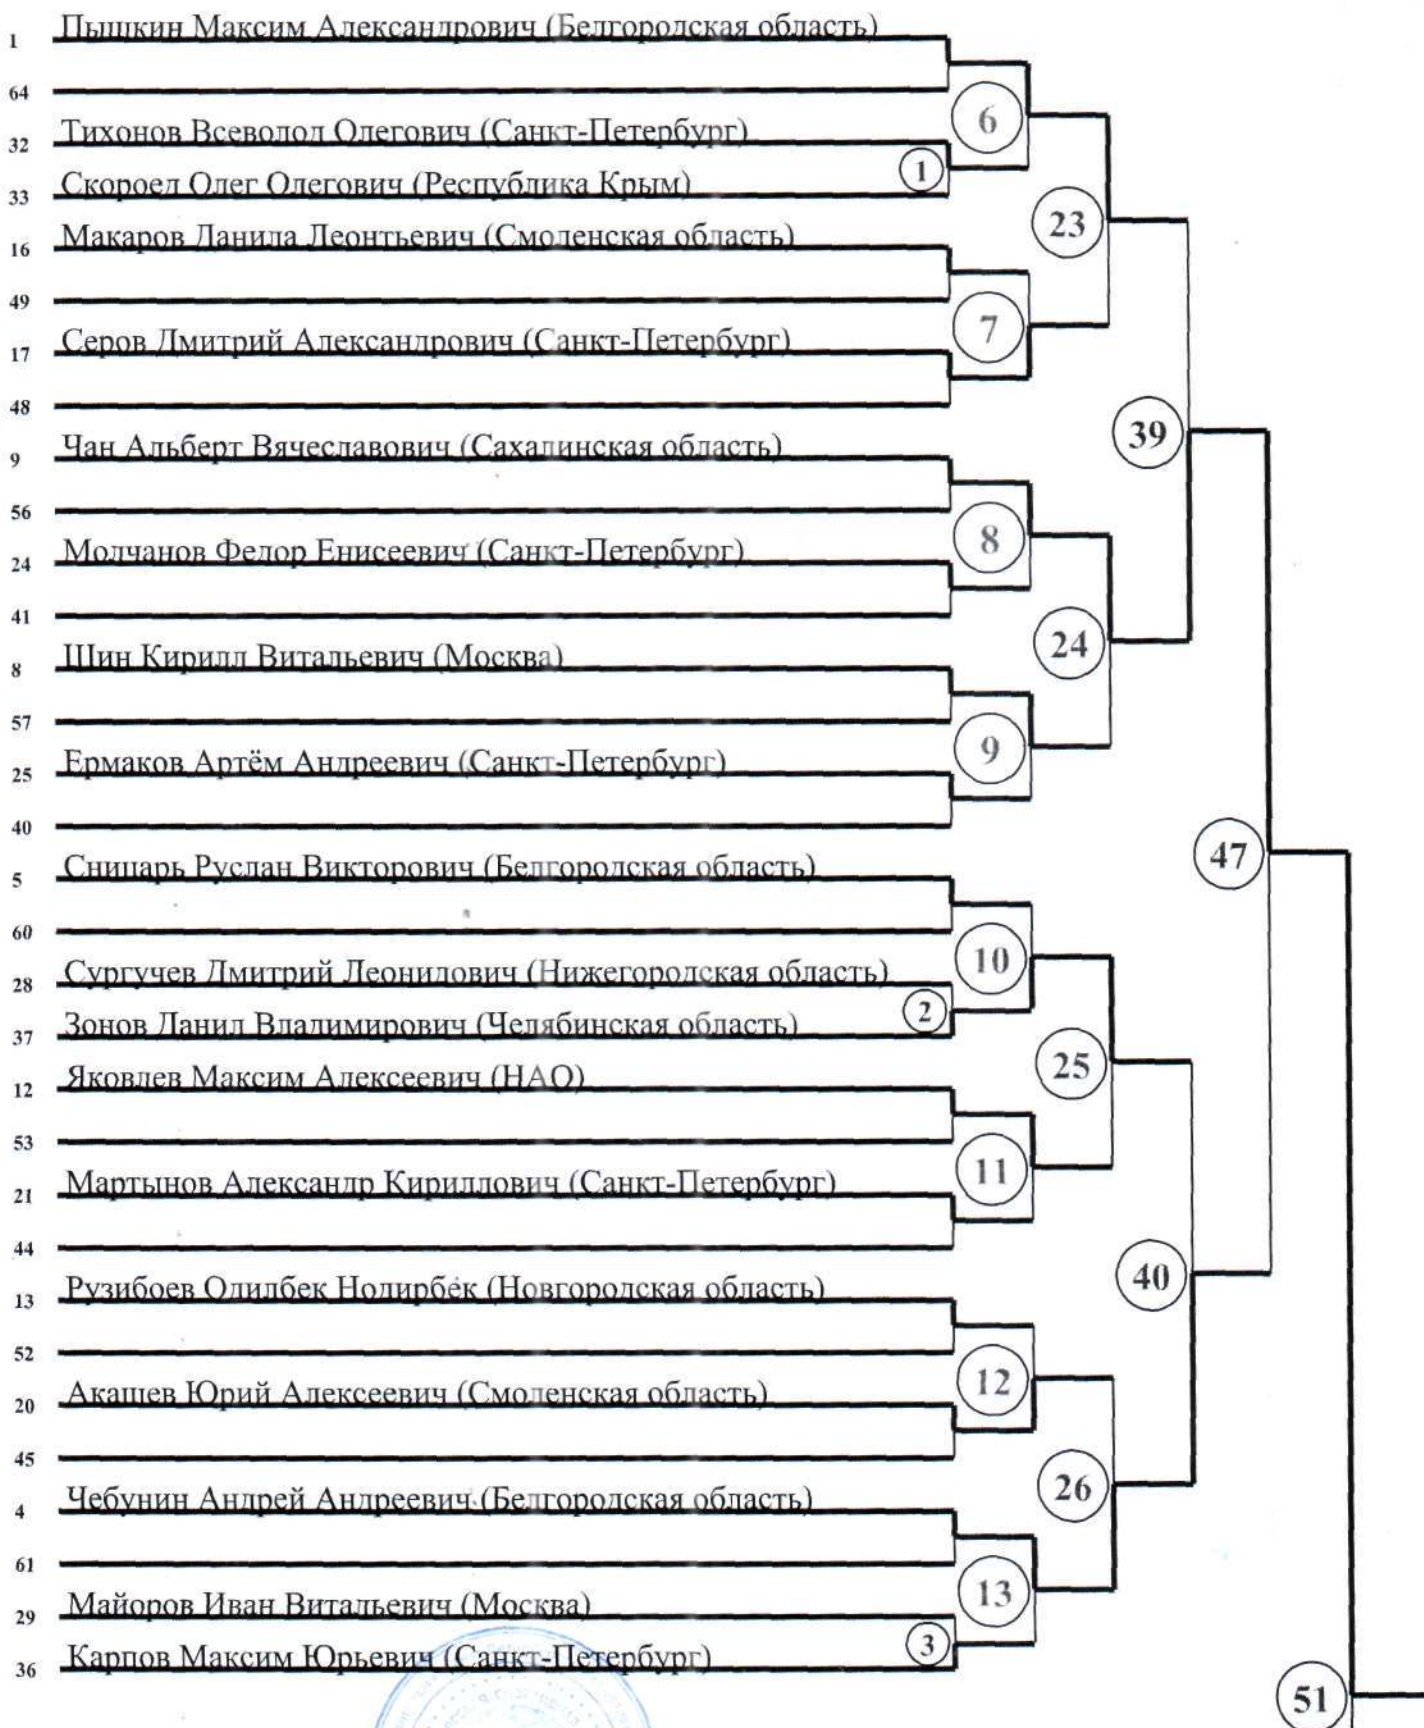 1 Пышкин Максим Александрович (Белгородская область)
64
6
32 Тихонов Всеволод Олегович (Санкт-Петербург)
1
33 Скороед Олег Олегович (Республика Крым)
23
16 Макаров Данила Леонтьевич (Смоленская область)
49
7
17 Серов Дмитрий Александрович (Санкт-Петербург)
48
39
9 Чан Альберт Вячеславович (Сахалинская область)
56
8
24 Молчанов Федор Енисеевич (Санкт-Петербург)
41
24
8 Шин Кирилл Витальевич (Москва)
57
9
25 Ермаков Артём Андреевич (Санкт-Петербург)
40
47
5 Сницарь Руслан Викторович (Белгородская область)
60
10
28 Сургучев Дмитрий Леонидович (Нижегородская область)
2
37 Зонов Данил Владимирович (Челябинская область)
25
12 Яковлев Максим Алексеевич (НАО)
53
11
21 Мартынов Александр Кириллович (Санкт-Петербург)
44
40
13 Рузибоев Одилбек Нодирбек (Новгородская область)
52
12
20 Акашев Юрий Алексеевич (Смоленская область)
45
26
4 Чебунин Андрей Андреевич (Белгородская область)
61
13
29 Майоров Иван Витальевич (Москва)
3
36 Карпов Максим Юрьевич (Санкт-Петербург)
51